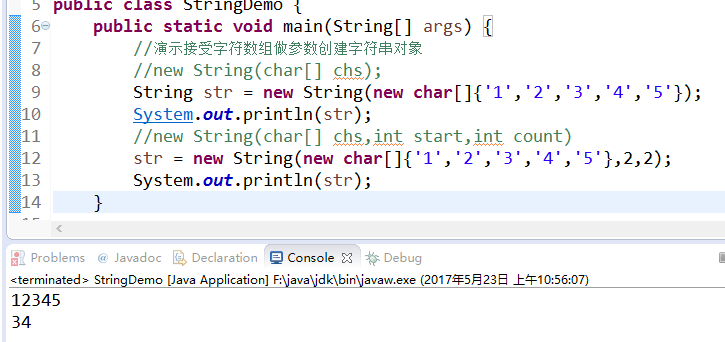 5 public class StringDemo {
6 public static void main(String[] args) {
7 //演示接受字符数组做参数创建字符串对象
8 //new String(char[] chs);
9 String str = new String(new char[]{'1','2','3','4','5'});
10 System.out.println(str);
11 //new String(char[] chs,int start,int count)
12 str = new String(new char[]{'1','2','3','4','5'},2,2);
13 System.out.println(str);
14 }
Problems @ Javadoc Declaration Console Debug
<terminated> StringDemo [Java Application] F:\java\jdk\bin\javaw.exe (2017年5月23日 上午10:56:07)
12345
34